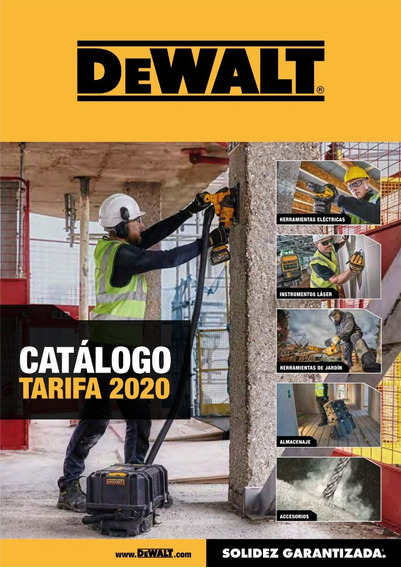 DEWALT®
HERRAMIENTAS ELÉCTRICAS
INSTRUMENTOS LÁSER
CATÁLOGO
TARIFA 2020
HERRAMIENTAS DE JARDÍN
ALMACENAJE
ACCESORIOS
www.DEWALT.com
SOLIDEZ GARANTIZADA.